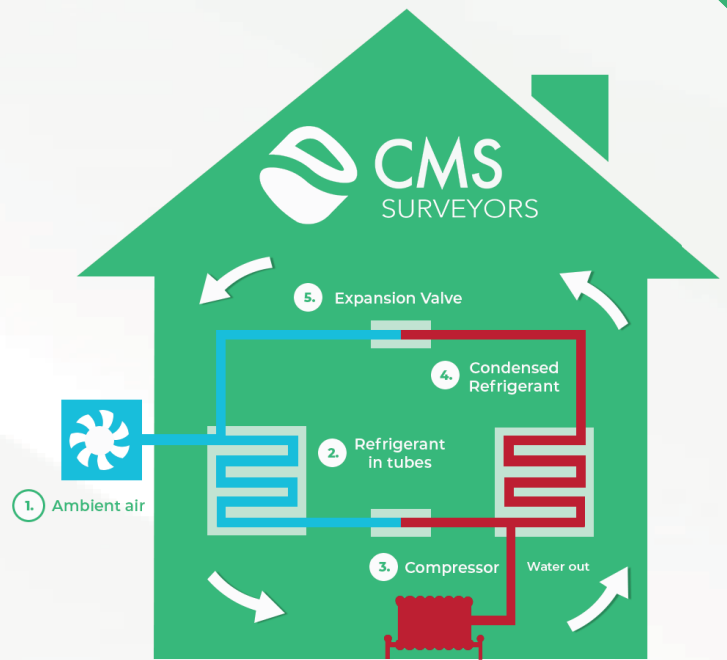 CMS
SURVEYORS
5. Expansion Valve
4. Condensed
Refrigerant
2. Refrigerant
in tubes
1. Ambient air
3. Compressor
Water out